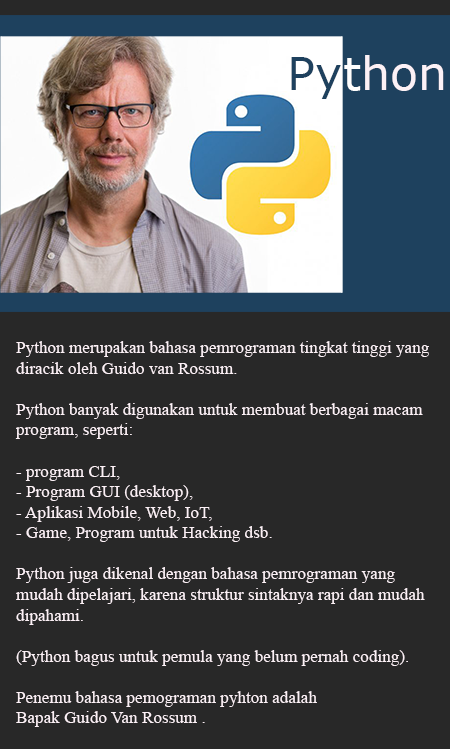 Python
Python merupakan bahasa pemrograman tingkat tinggi yang
diracik oleh Guido van Rossum.
Python banyak digunakan untuk membuat berbagai macam
program, seperti:
- program CLI,
- Program GUI (desktop),
- Aplikasi Mobile, Web, IoT,
- Game, Program untuk Hacking dsb.
Python juga dikenal dengan bahasa pemrograman yang
mudah dipelajari, karena struktur sintaknya rapi dan mudah
dipahami.
(Python bagus untuk pemula yang belum pernah coding).
Penemu bahasa pemograman pyhton adalah
Bapak Guido Van Rossum .